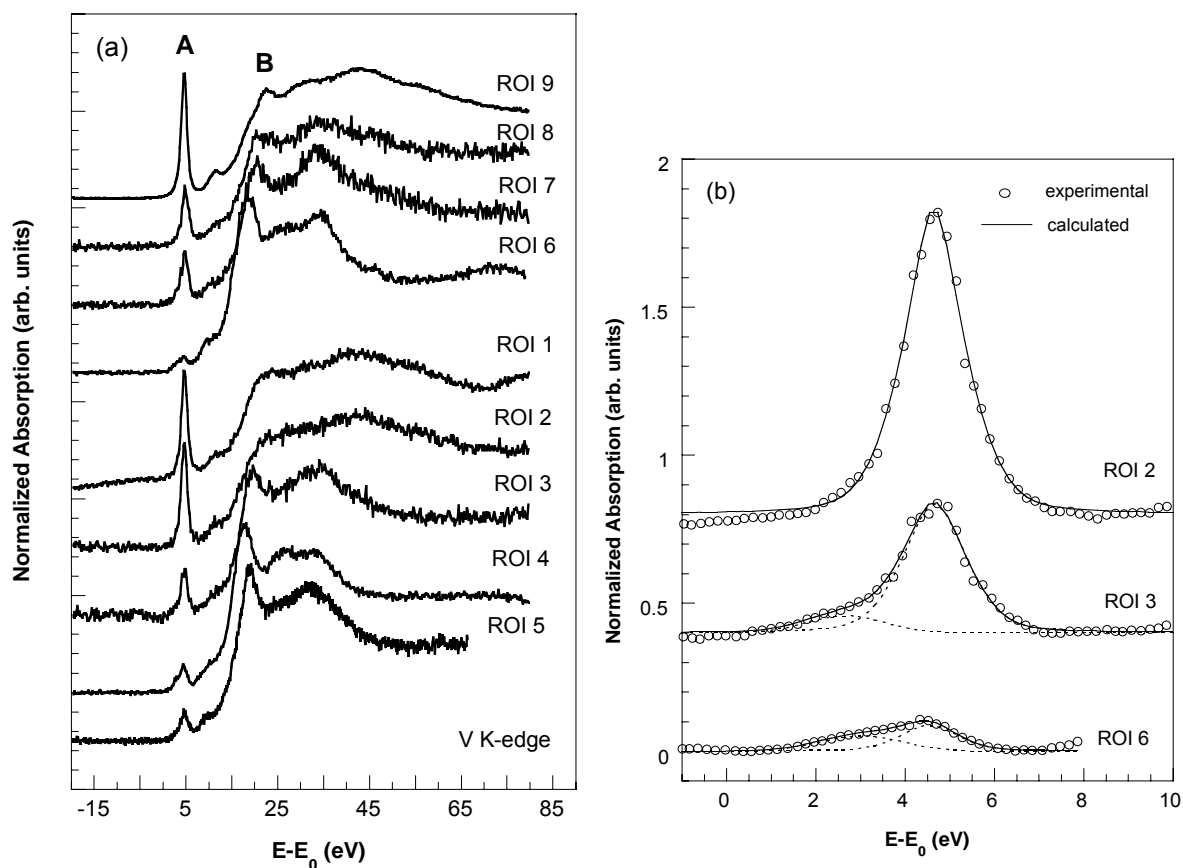 (a)
A
B
ROI 9
ROI 8
ROI 7
ROI 6
ROI 1
ROI 2
ROI 3
ROI 4
ROI 5
V K-edge
Normalized Absorption (arb. units)
-15 5 25 45 65 85
E-E0 (eV)
(b)
experimental
calculated
ROI 2
ROI 3
ROI 6
2
1.5
1
0.5
0
Normalized Absorption (arb. units)
0 2 4 6 8 10
E-E0 (eV)